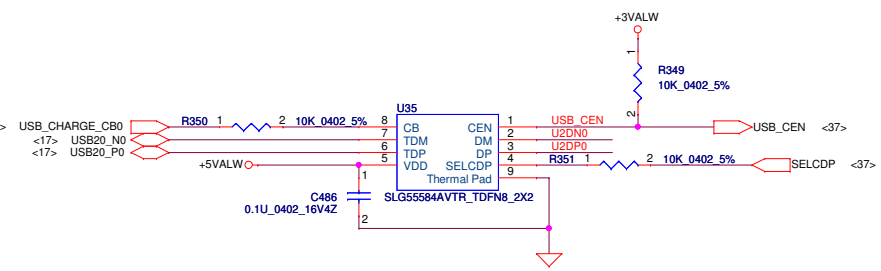 +3VALW
1
R349
10K_0402_5%
2
U35
> USB_CHARGE_CB0 R350 1 2 10K_0402_5% 8 CB CEN 1 USB_CEN USB_CEN <37>
<17> USB20_N0 7 TDM DM 2 U2DN0
<17> USB20_P0 6 TDP DP 3 U2DP0
+5VALW 5 VDD SELCDP 4 R351 1 2 10K_0402_5% SELCDP <37>
Thermal Pad 9
1
C486
0.1U_0402_16V4Z
2
SLG55584AVTR_TDFN8_2X2